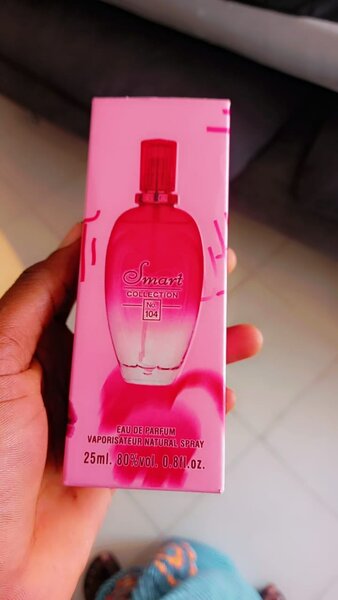 Smart
COLLECTION
No.
104
EAU DE PARFUM
VAPORISATEUR NATURAL SPRAY
25ml. 80%vol. 0.8fl.oz.